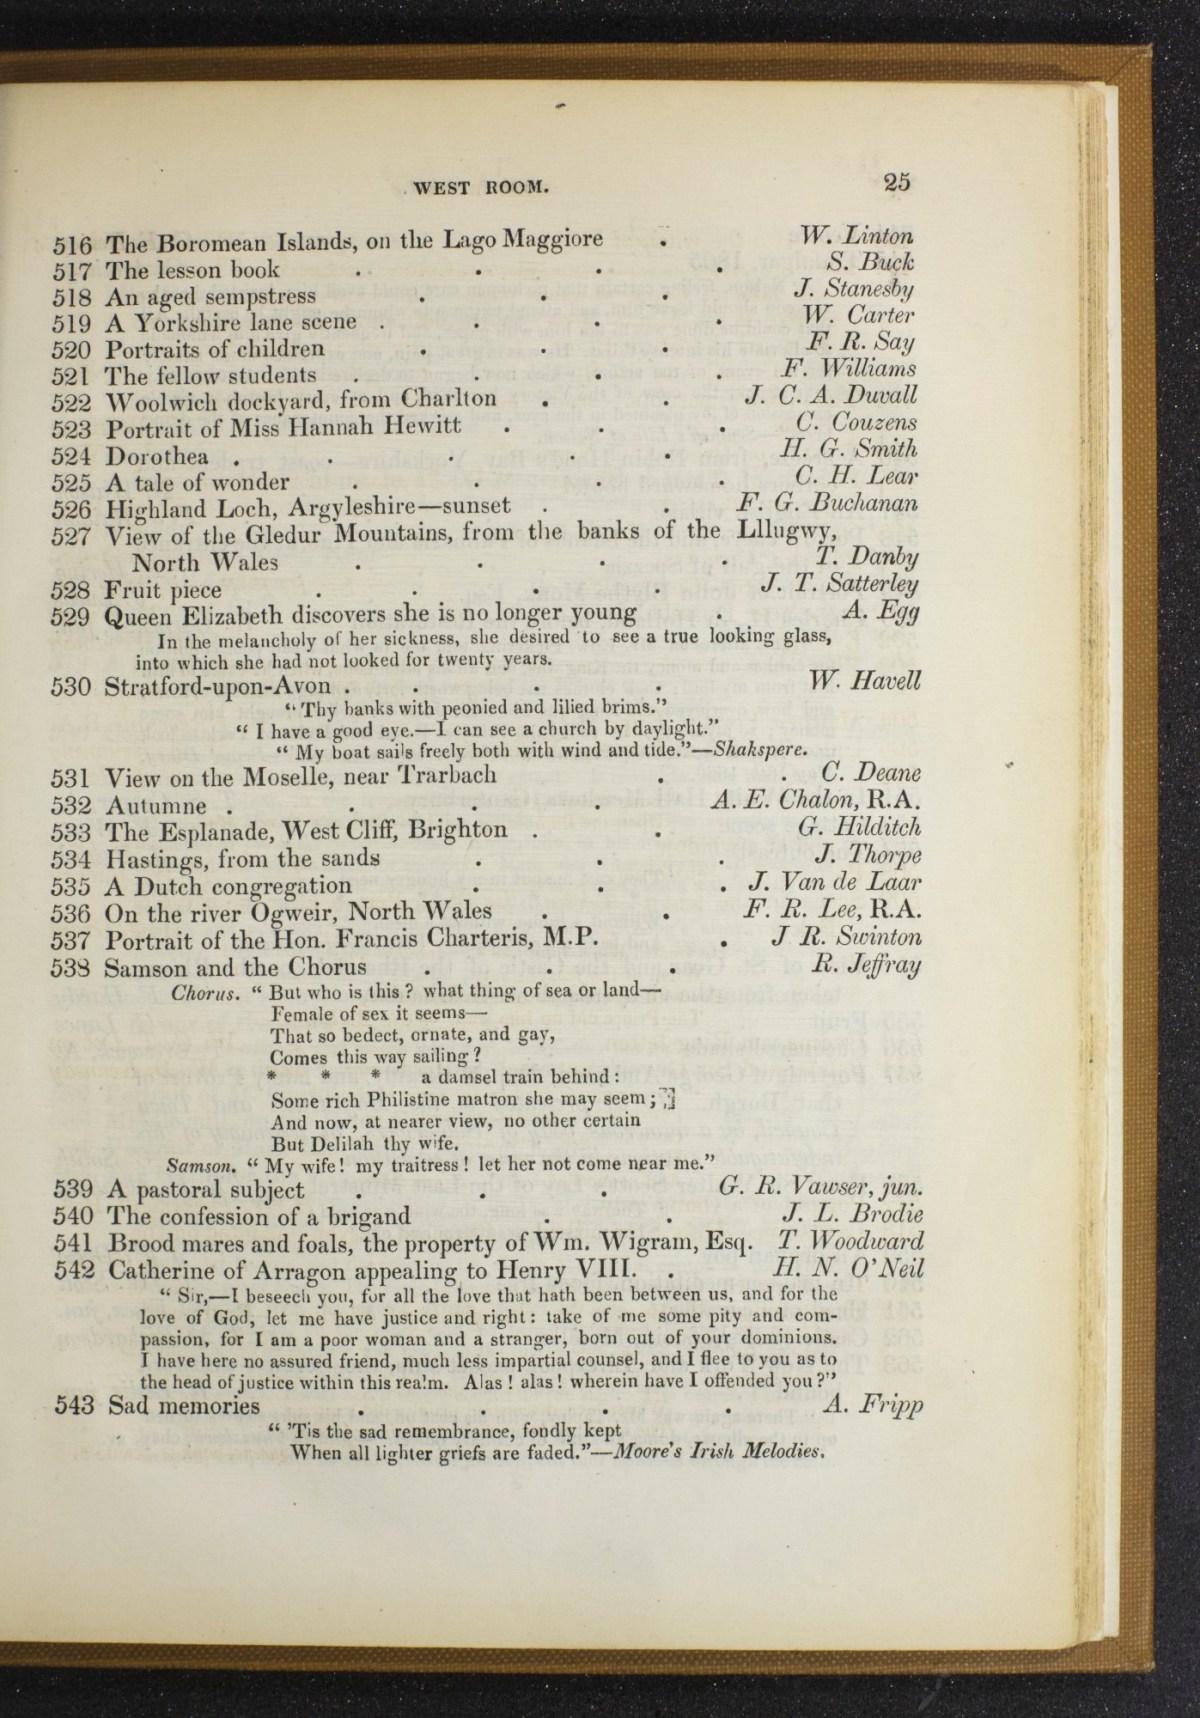 WEST ROOM. 25
516 The Boromean Islands, on the Lago Maggiore . W. Linton
517 The lesson book . . . . S. Buck
518 An aged sempstress . . . J. Stanesby
519 A Yorkshire lane scene . . . . W. Carter
520 Portraits of children . . . F. R. Say
521 The fellow students . . . . F. Williams
522 Woolwich dockyard, from Charlton . . J. C. A. Duvall
523 Portrait of Miss Hannah Hewitt . . . C. Couzens
524 Dorothea . . . . . H. G. Smith
525 A tale of wonder . . . . C. H. Lear
526 Highland Loch, Argyleshire—sunset . . F. G. Buchanan
527 View of the Gledur Mountains, from the banks of the Lllugwy,
North Wales . . . . T. Danby
528 Fruit piece . . . . J. T. Satterley
529 Queen Elizabeth discovers she is no longer young . A. Egg
In the melancholy of her sickness, she desired to see a true looking glass,
into which she had not looked for twenty years.
530 Stratford-upon-Avon . . . . W. Havell
“Thy banks with peonied and lilied brims.”
“ I have a good eye.—I can see a church by daylight.”
“ My boat sails freely both with wind and tide.”—Shakspere.
531 View on the Moselle, near Trarbach . . C. Deane
532 Autumne . . . . A. E. Chalon, R.A.
533 The Esplanade, West Cliff, Brighton . . G. Hilditch
534 Hastings, from the sands . . . J. Thorpe
535 A Dutch congregation . . . J. Van de Laar
536 On the river Ogweir, North Wales . . F. R. Lee, R.A.
537 Portrait of the Hon. Francis Charteris, M.P. . J R. Swinton
538 Samson and the Chorus . . . R. Jeffray
Chorus. “ But who is this ? what thing of sea or land—
Female of sex it seems—
That so bedect, ornate, and gay,
Comes this way sailing ?
* * * a damsel train behind :
Some rich Philistine matron she may seem ;
And now, at nearer view, no other certain
But Delilah thy wife.
Samson. “ My wife ! my traitress ! let her not come near me.”
539 A pastoral subject . . . G. R. Vawser, jun.
540 The confession of a brigand . . J. L. Brodie
541 Brood mares and foals, the property of Wm. Wigram, Esq. T. Woodward
542 Catherine of Arragon appealing to Henry VIII. . H. N. O'Neil
“ Sir,—I beseech you, for all the love that hath been between us, and for the
love of God, let me have justice and right : take of me some pity and com-
passion, for I am a poor woman and a stranger, born out of your dominions.
I have here no assured friend, much less impartial counsel, and I flee to you as to
the head of justice within this realm. Alas ! alas ! wherein have I offended you ?”
543 Sad memories . . . . A. Fripp
“ 'Tis the sad remembrance, fondly kept
When all lighter griefs are faded.”—Moore's Irish Melodies.